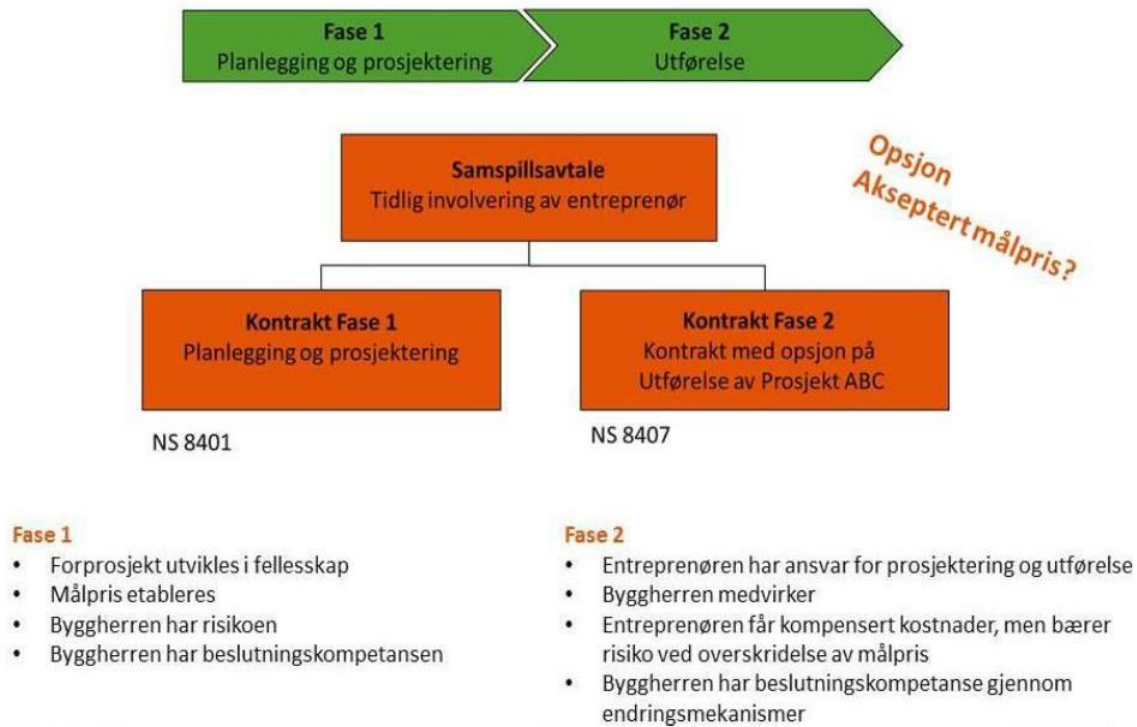 Fase 1
Planlegging og prosjektering
Fase 2
Utførelse
Samspillsavtale
Tidlig involvering av entreprenør
Opsjon
Akseptert målpris?
Kontrakt Fase 1
Planlegging og prosjektering
Kontrakt Fase 2
Kontrakt med opsjon på
Utførelse av Prosjekt ABC
NS 8401
NS 8407
Fase 1
• Forprosjekt utvikles i fellesskap
• Målpris etableres
• Byggherren har risikoen
• Byggherren har beslutningskompetansen
Fase 2
• Entreprenøren har ansvar for prosjektering og utførelse
• Byggherren medvirker
• Entreprenøren får kompensert kostnader, men bærer
risiko ved overskridelse av målpris
• Byggherren har beslutningskompetanse gjennom
endringsmekanismer